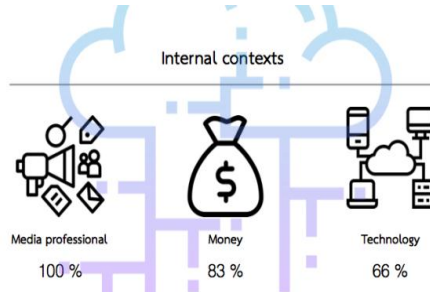 Internal contexts
$
Media professional Money Technology
100 % 83 % 66 %